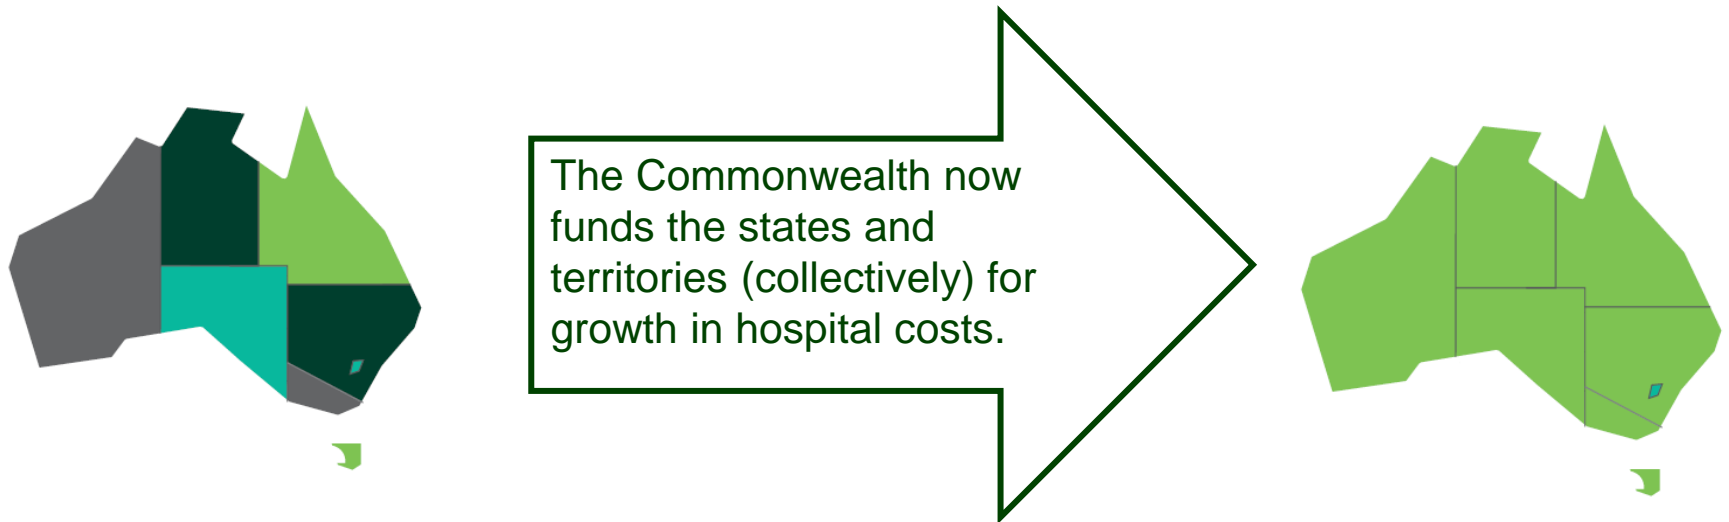 The Commonwealth now
funds the states and
territories (collectively) for
growth in hospital costs.